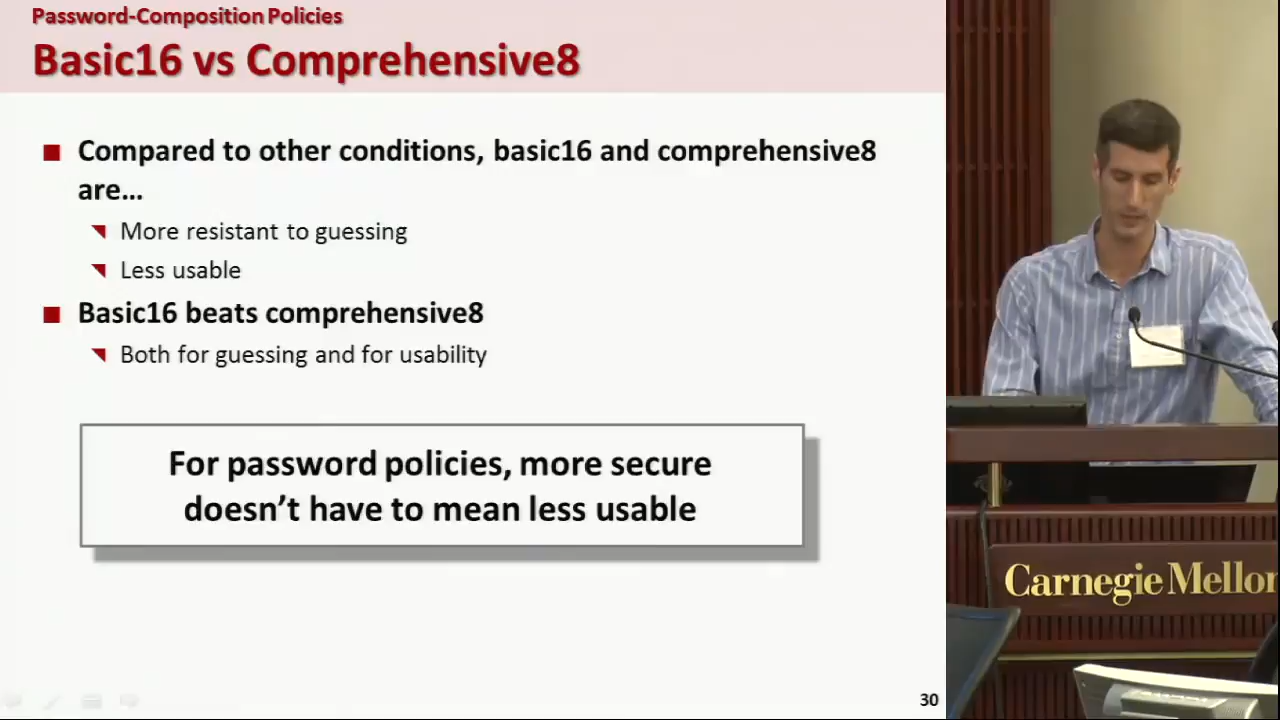 Password-Composition Policies
Basic16 vs Comprehensive8
Compared to other conditions, basic16 and comprehensive8
are…
More resistant to guessing
Less usable
Basic16 beats comprehensive8
Both for guessing and for usability
For password policies, more secure
doesn’t have to mean less usable
30
Carnegie Mellon